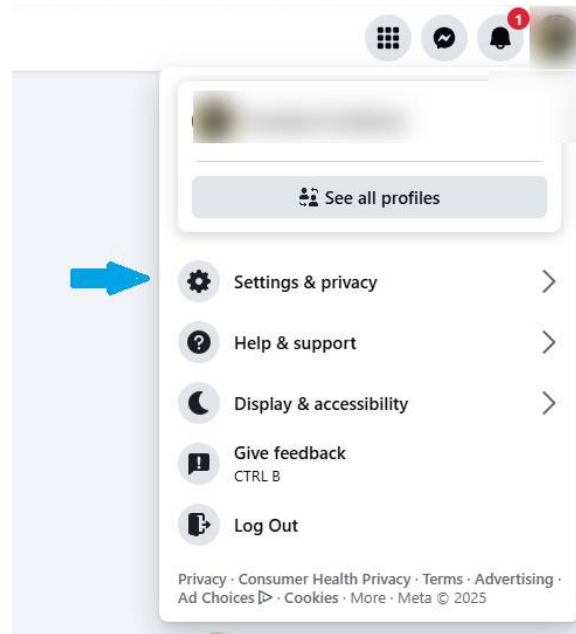 1
See all profiles
Settings & privacy
Help & support
Display & accessibility
Give feedback
CTRL B
Log Out
Privacy · Consumer Health Privacy · Terms · Advertising ·
Ad Choices · Cookies · More · Meta © 2025